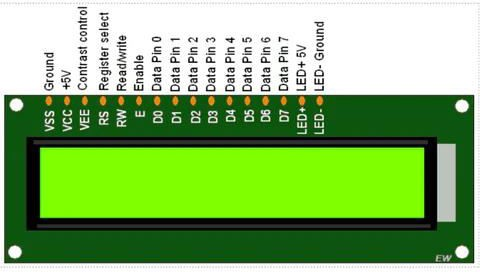 Ground
+5V
Contrast control
Register select
Read/write
Enable
Data Pin 0
Data Pin 1
Data Pin 2
Data Pin 3
Data Pin 4
Data Pin 5
Data Pin 6
Data Pin 7
LED+ 5V
LED- Ground
VSS
VCC
VEE
RS
RW
E
D0
D1
D2
D3
D4
D5
D6
D7
LED+
LED-
EW